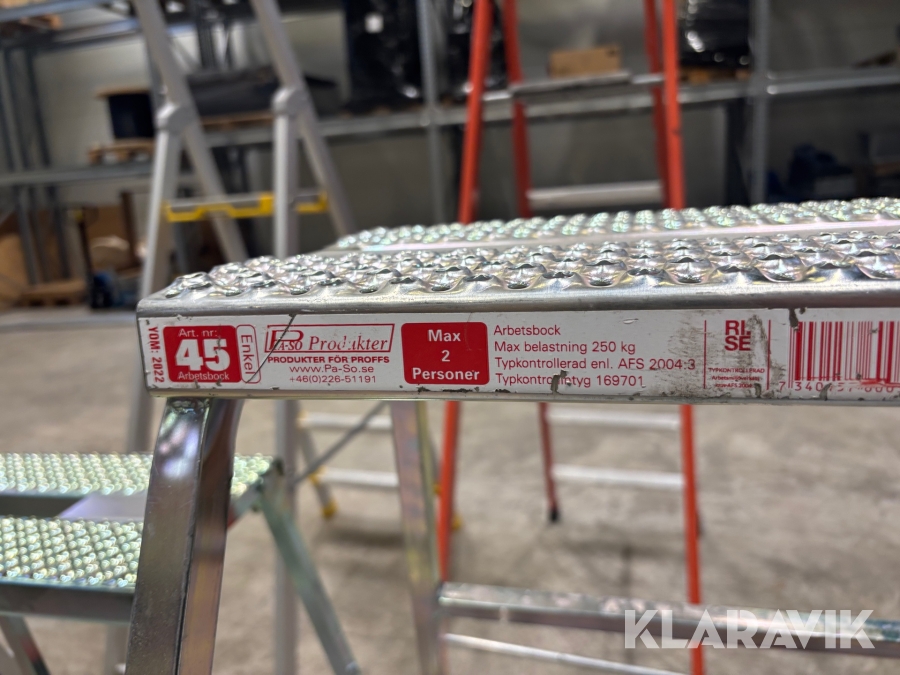 YOM: 2022
Art. nr:
45
Arbetsbock
Enkel
PA-SO Produkter
PRODUKTER FÖR PROFFS
www.Pa-So.se
+46(0)226-51191
Max
2
Personer
Arbetsbock
Max belastning 250 kg
Typkontrollerad enl. AFS 2004:3
Typkontrollintyg 169701
RI.
SE
TYPKONTROLLERAD
KLARAVIK